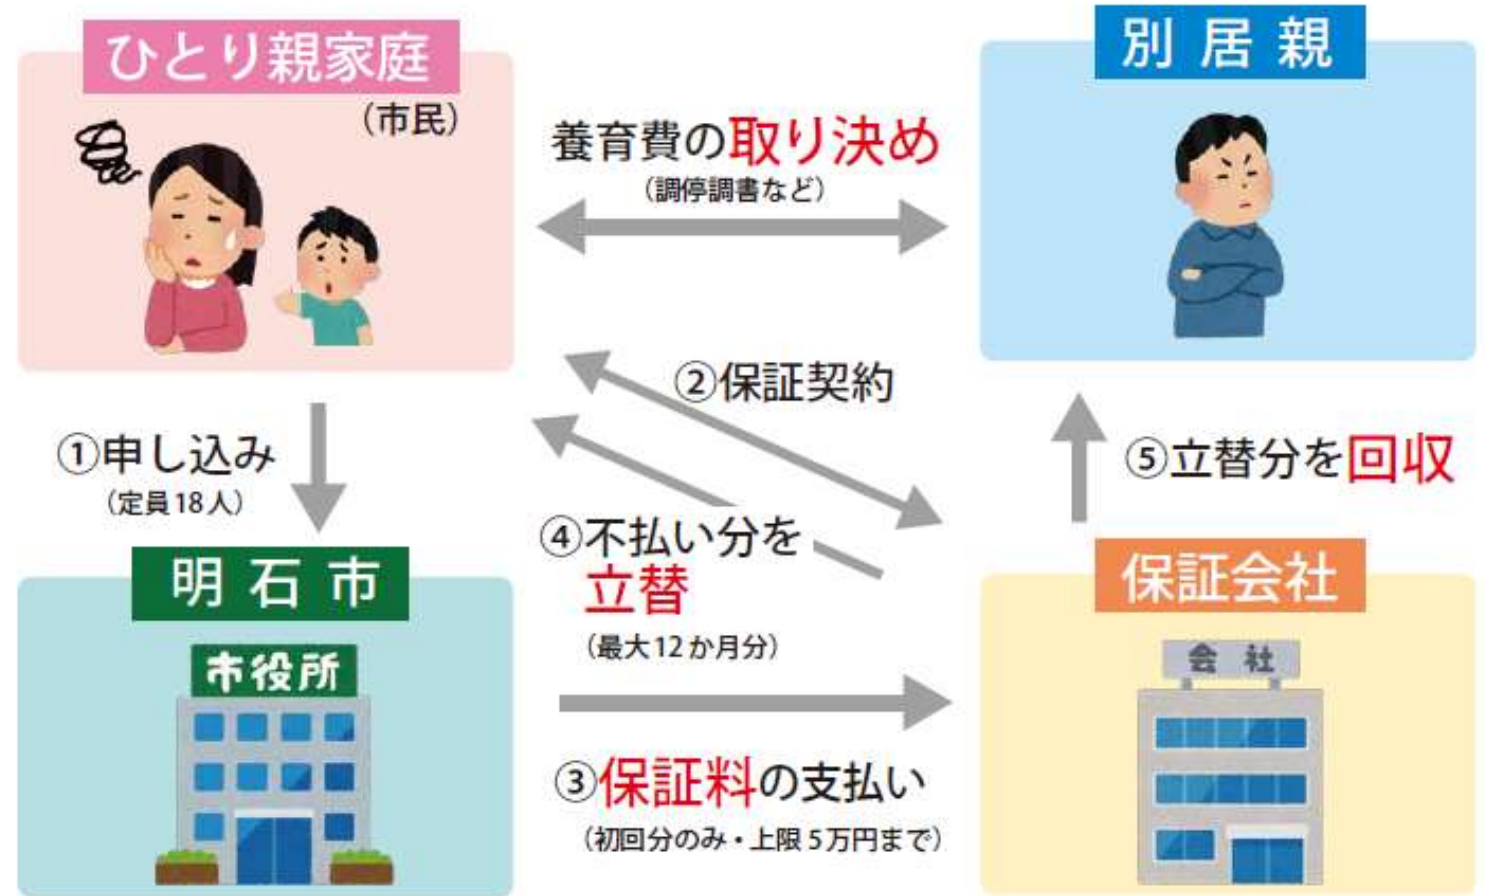 ひとり親家庭
(市民)
養育費の取り決め
(調停調書など)
別居親
①申し込み
(定員18人)
②保証契約
④不払い分を
立替
(最大12か月分)
⑤立替分を回収
明石市
市役所
③保証料の支払い
(初回分のみ・上限5万円まで)
保証会社
会社